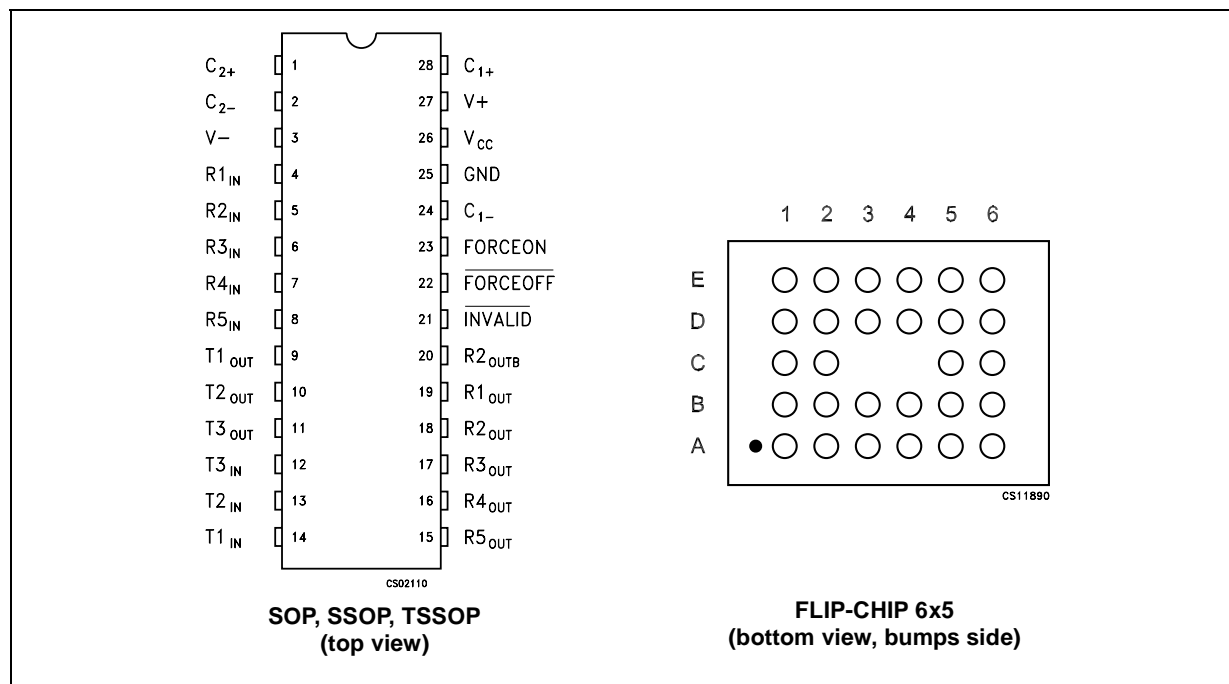 C2+ 1 28 C1+
C2- 2 27 V+
V- 3 26 VCC
R1IN 4 25 GND
R2IN 5 24 C1-
R3IN 6 23 FORCEON
R4IN 7 22 FORCEOFF
R5IN 8 21 INVALID
T1OUT 9 20 R2OUTB
T2OUT 10 19 R1OUT
T3OUT 11 18 R2OUT
T3IN 12 17 R3OUT
T2IN 13 16 R4OUT
T1IN 14 15 R5OUT
CS02110
SOP, SSOP, TSSOP
(top view)
1 2 3 4 5 6
E
D
C
B
A
CS11890
FLIP-CHIP 6x5
(bottom view, bumps side)